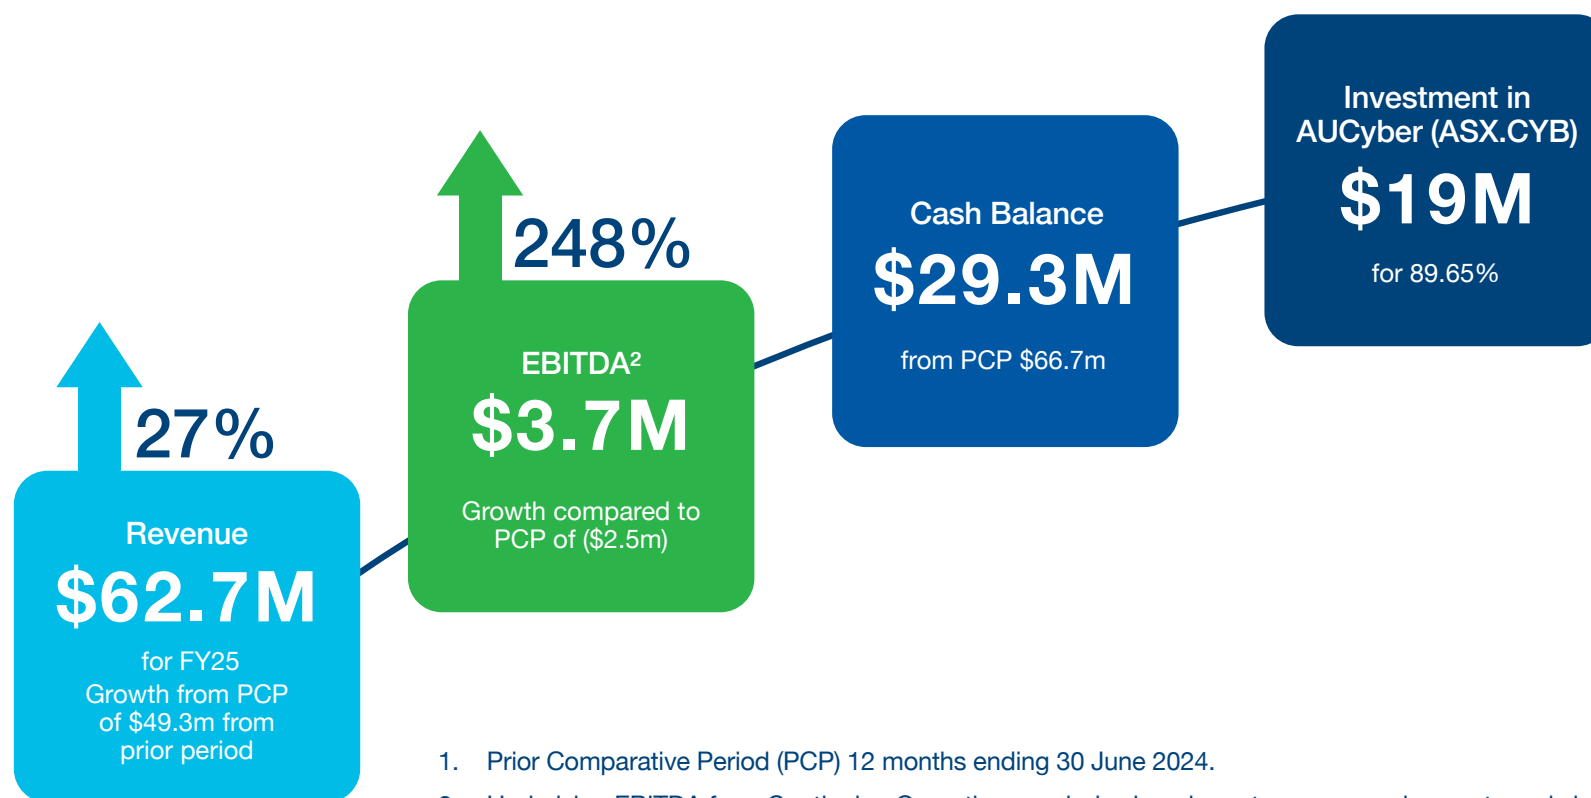 27%
Revenue
$62.7M
for FY25
Growth from PCP
of $49.3m from
prior period
248%
EBITDA²
$3.7M
Growth compared to
PCP of ($2.5m)
Cash Balance
$29.3M
from PCP $66.7m
Investment in
AUCyber (ASX.CYB)
$19M
for 89.65%
1. Prior Comparative Period (PCP) 12 months ending 30 June 2024.